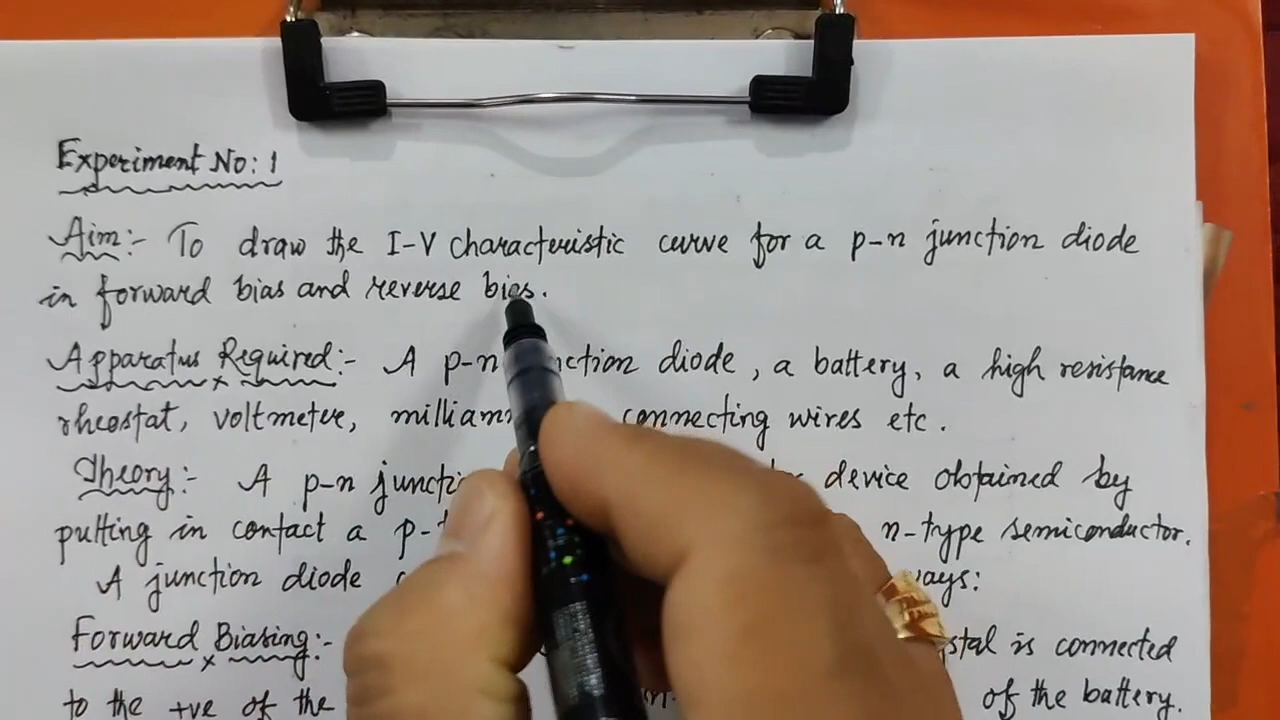 Experiment No: 1
Aim:- To draw the I-V characteristic curve for a p-n junction diode
in forward bias and reverse bias.
Apparatus Required:- A p-n junction diode, a battery, a high resistance
rheostat, voltmeter, connecting wires etc.
Theory:- A p-n device obtained by
putting in contact a n-type semiconductor.
A junction diode
Forward Biasing:- is connected
to the +ve of the of the battery.